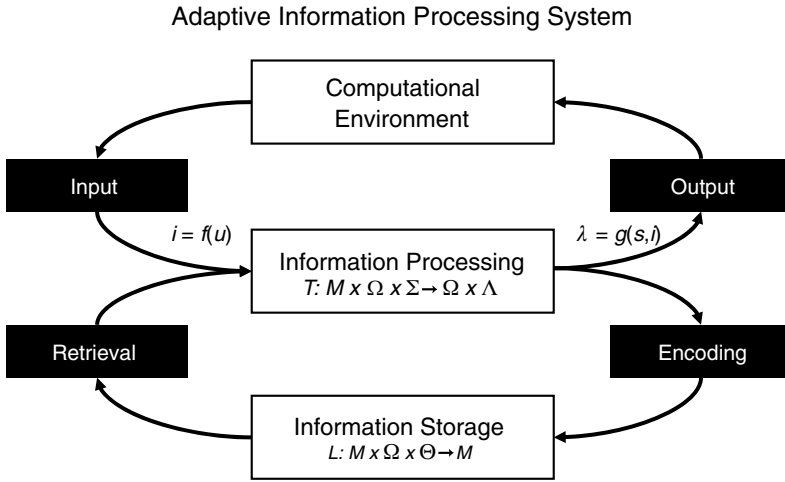 Adaptive Information Processing System
Computational
Environment
Input
Output
i = f(u)
λ = g(s,i)
Information Processing
T: M x Ω x Σ→ Ω x Λ
Retrieval
Encoding
Information Storage
L: M x Ω x Θ→M